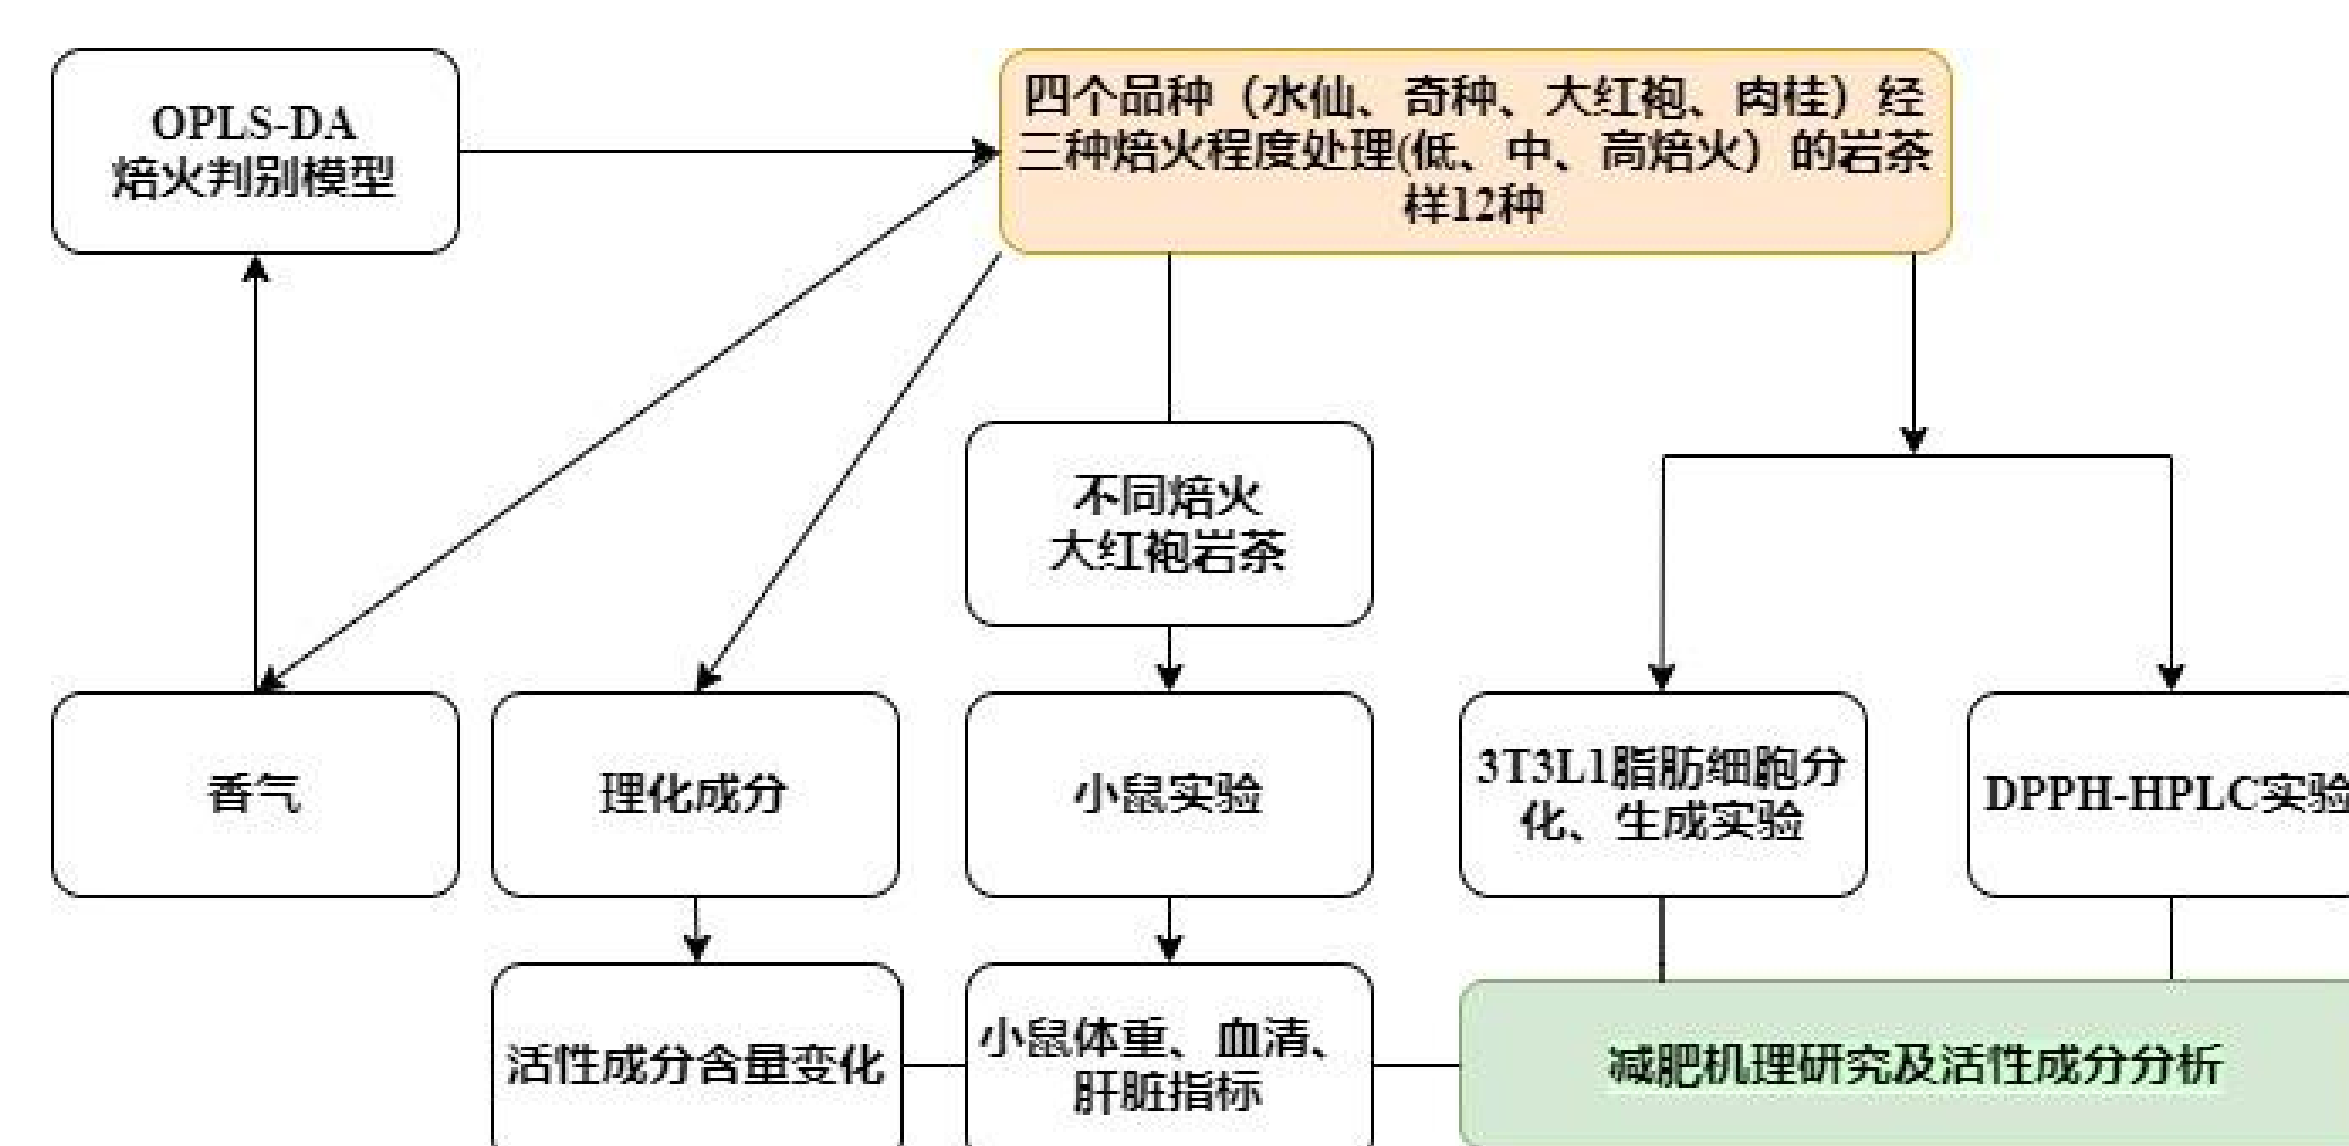 OPLS-DA
焙火判别模型
四个品种（水仙、奇种、大红袍、肉桂）经
三种焙火程度处理(低、中、高焙火）的岩茶
样12种
不同焙火
大红袍岩茶
香气
理化成分
小鼠实验
3T3L1脂肪细胞分
化、生成实验
DPPH-HPLC实验
活性成分含量变化
小鼠体重、血清、
肝脏指标
减肥机理研究及活性成分分析